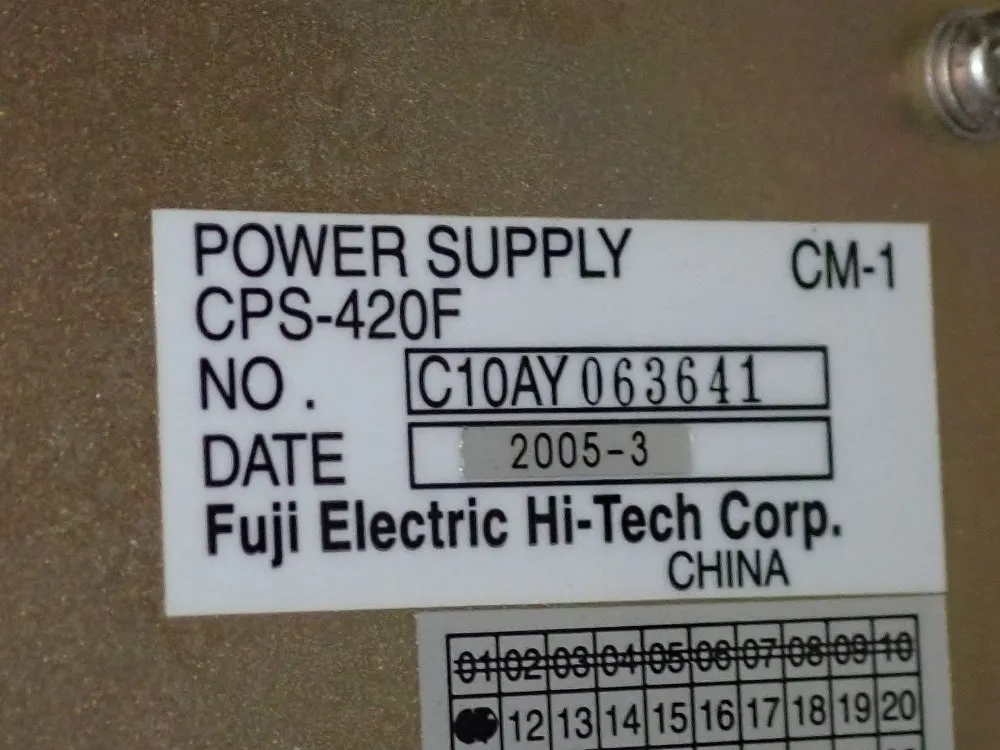 POWER SUPPLY CM-1
CPS-420F
NO. C10AY063641
DATE 2005-3
Fuji Electric Hi-Tech Corp.
CHINA
01 02 03 04 05 06 07 08 09 10
12 13 14 15 16 17 18 19 20